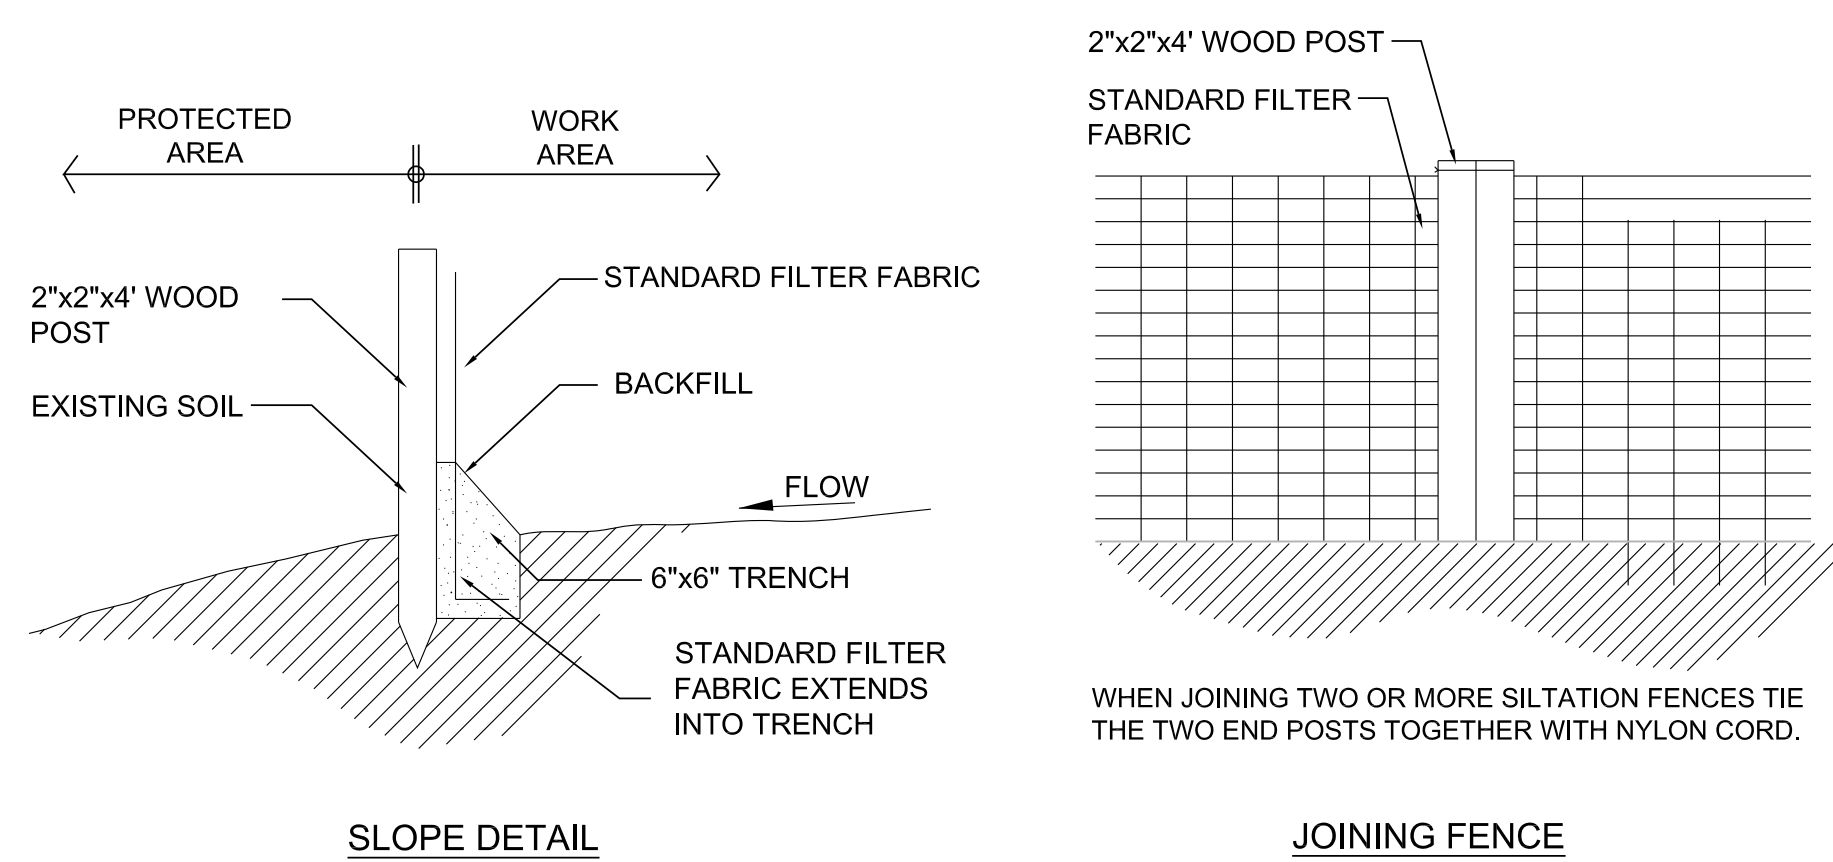 PROTECTED
AREA
WORK
AREA
2"x2"x4' WOOD
POST
EXISTING SOIL
STANDARD FILTER FABRIC
BACKFILL
FLOW
6"x6" TRENCH
STANDARD FILTER
FABRIC EXTENDS
INTO TRENCH
SLOPE DETAIL
2"x2"x4' WOOD POST
STANDARD FILTER
FABRIC
WHEN JOINING TWO OR MORE SILTATION FENCES TIE
THE TWO END POSTS TOGETHER WITH NYLON CORD.
JOINING FENCE